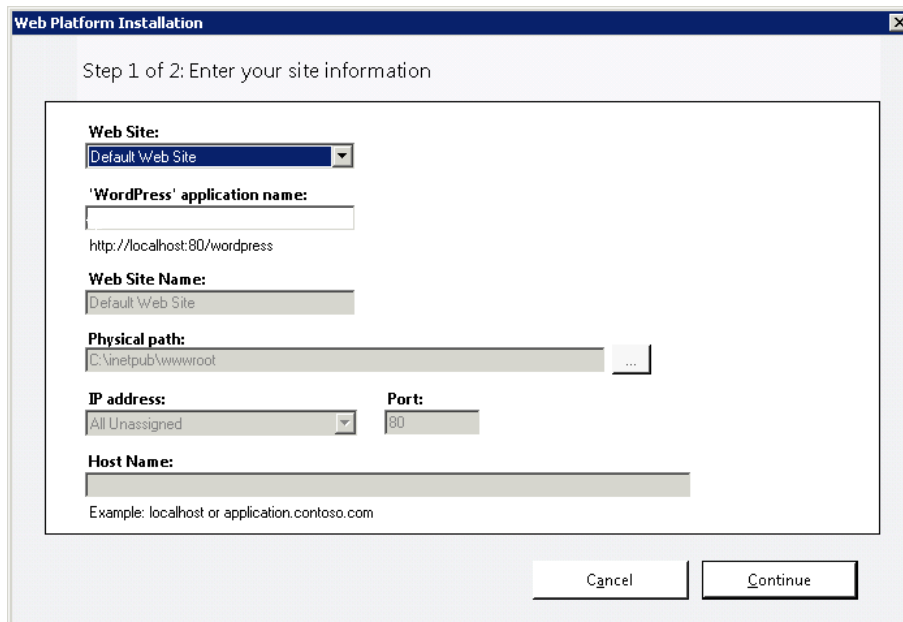 Web Platform Installation
Step 1 of 2: Enter your site information
Web Site:
Default Web Site
'WordPress' application name:
http://localhost:80/wordpress
Web Site Name:
Default Web Site
Physical path:
C:\inetpub\wwwroot
...
IP address: Port:
All Unassigned 80
Host Name:
Example: localhost or application.contoso.com
Cancel Continue